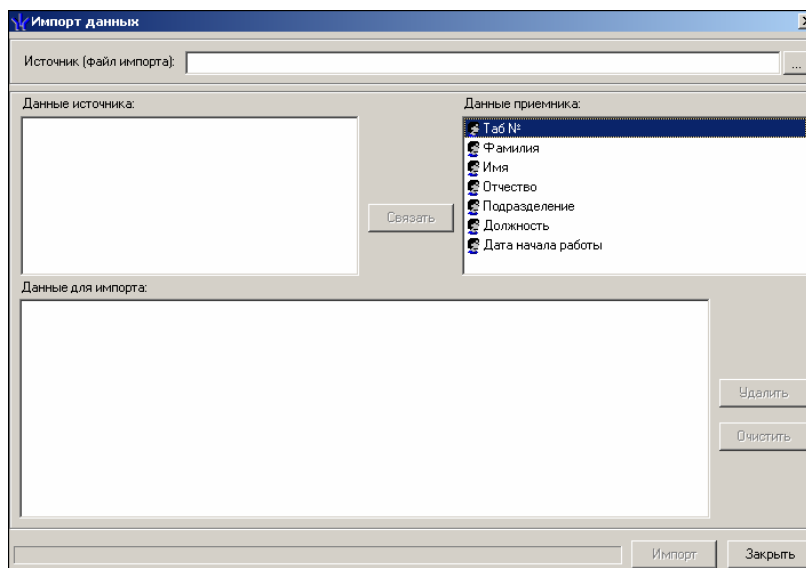 Импорт данных
Источник (файл импорта):
...
Данные источника:
Данные приемника:
Таб №
Фамилия
Имя
Отчество
Подразделение
Должность
Дата начала работы
Связать
Данные для импорта:
Удалить
Очистить
Импорт
Закрыть